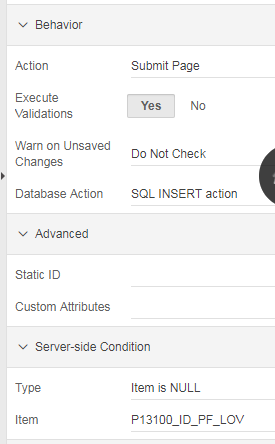 Behavior
Action Submit Page
Execute
Validations Yes No
Warn on Unsaved
Changes Do Not Check
Database Action SQL INSERT action
Advanced
Static ID
Custom Attributes
Server-side Condition
Type Item is NULL
Item P13100_ID_PF_LOV